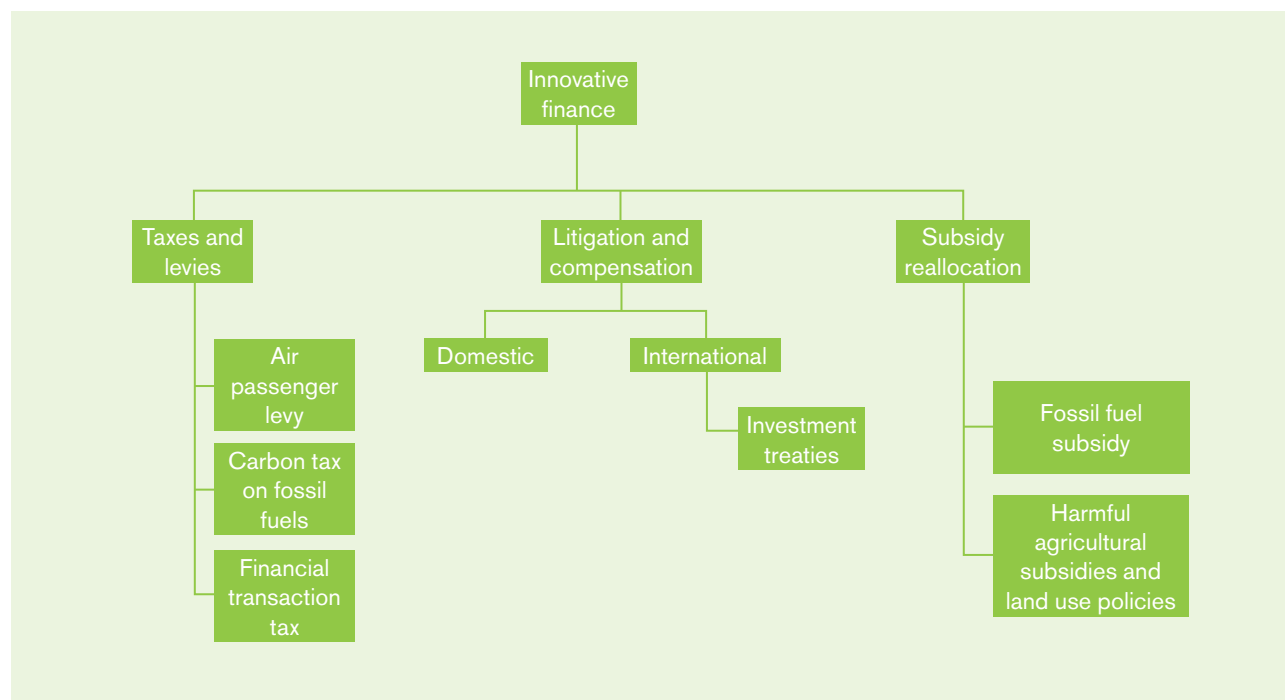 Innovative
finance
Taxes and
levies
Litigation and
compensation
Subsidy
reallocation
Air
passenger
levy
Domestic
International
Carbon tax
on fossil
fuels
Investment
treaties
Fossil fuel
subsidy
Financial
transaction
tax
Harmful
agricultural
subsidies and
land use policies